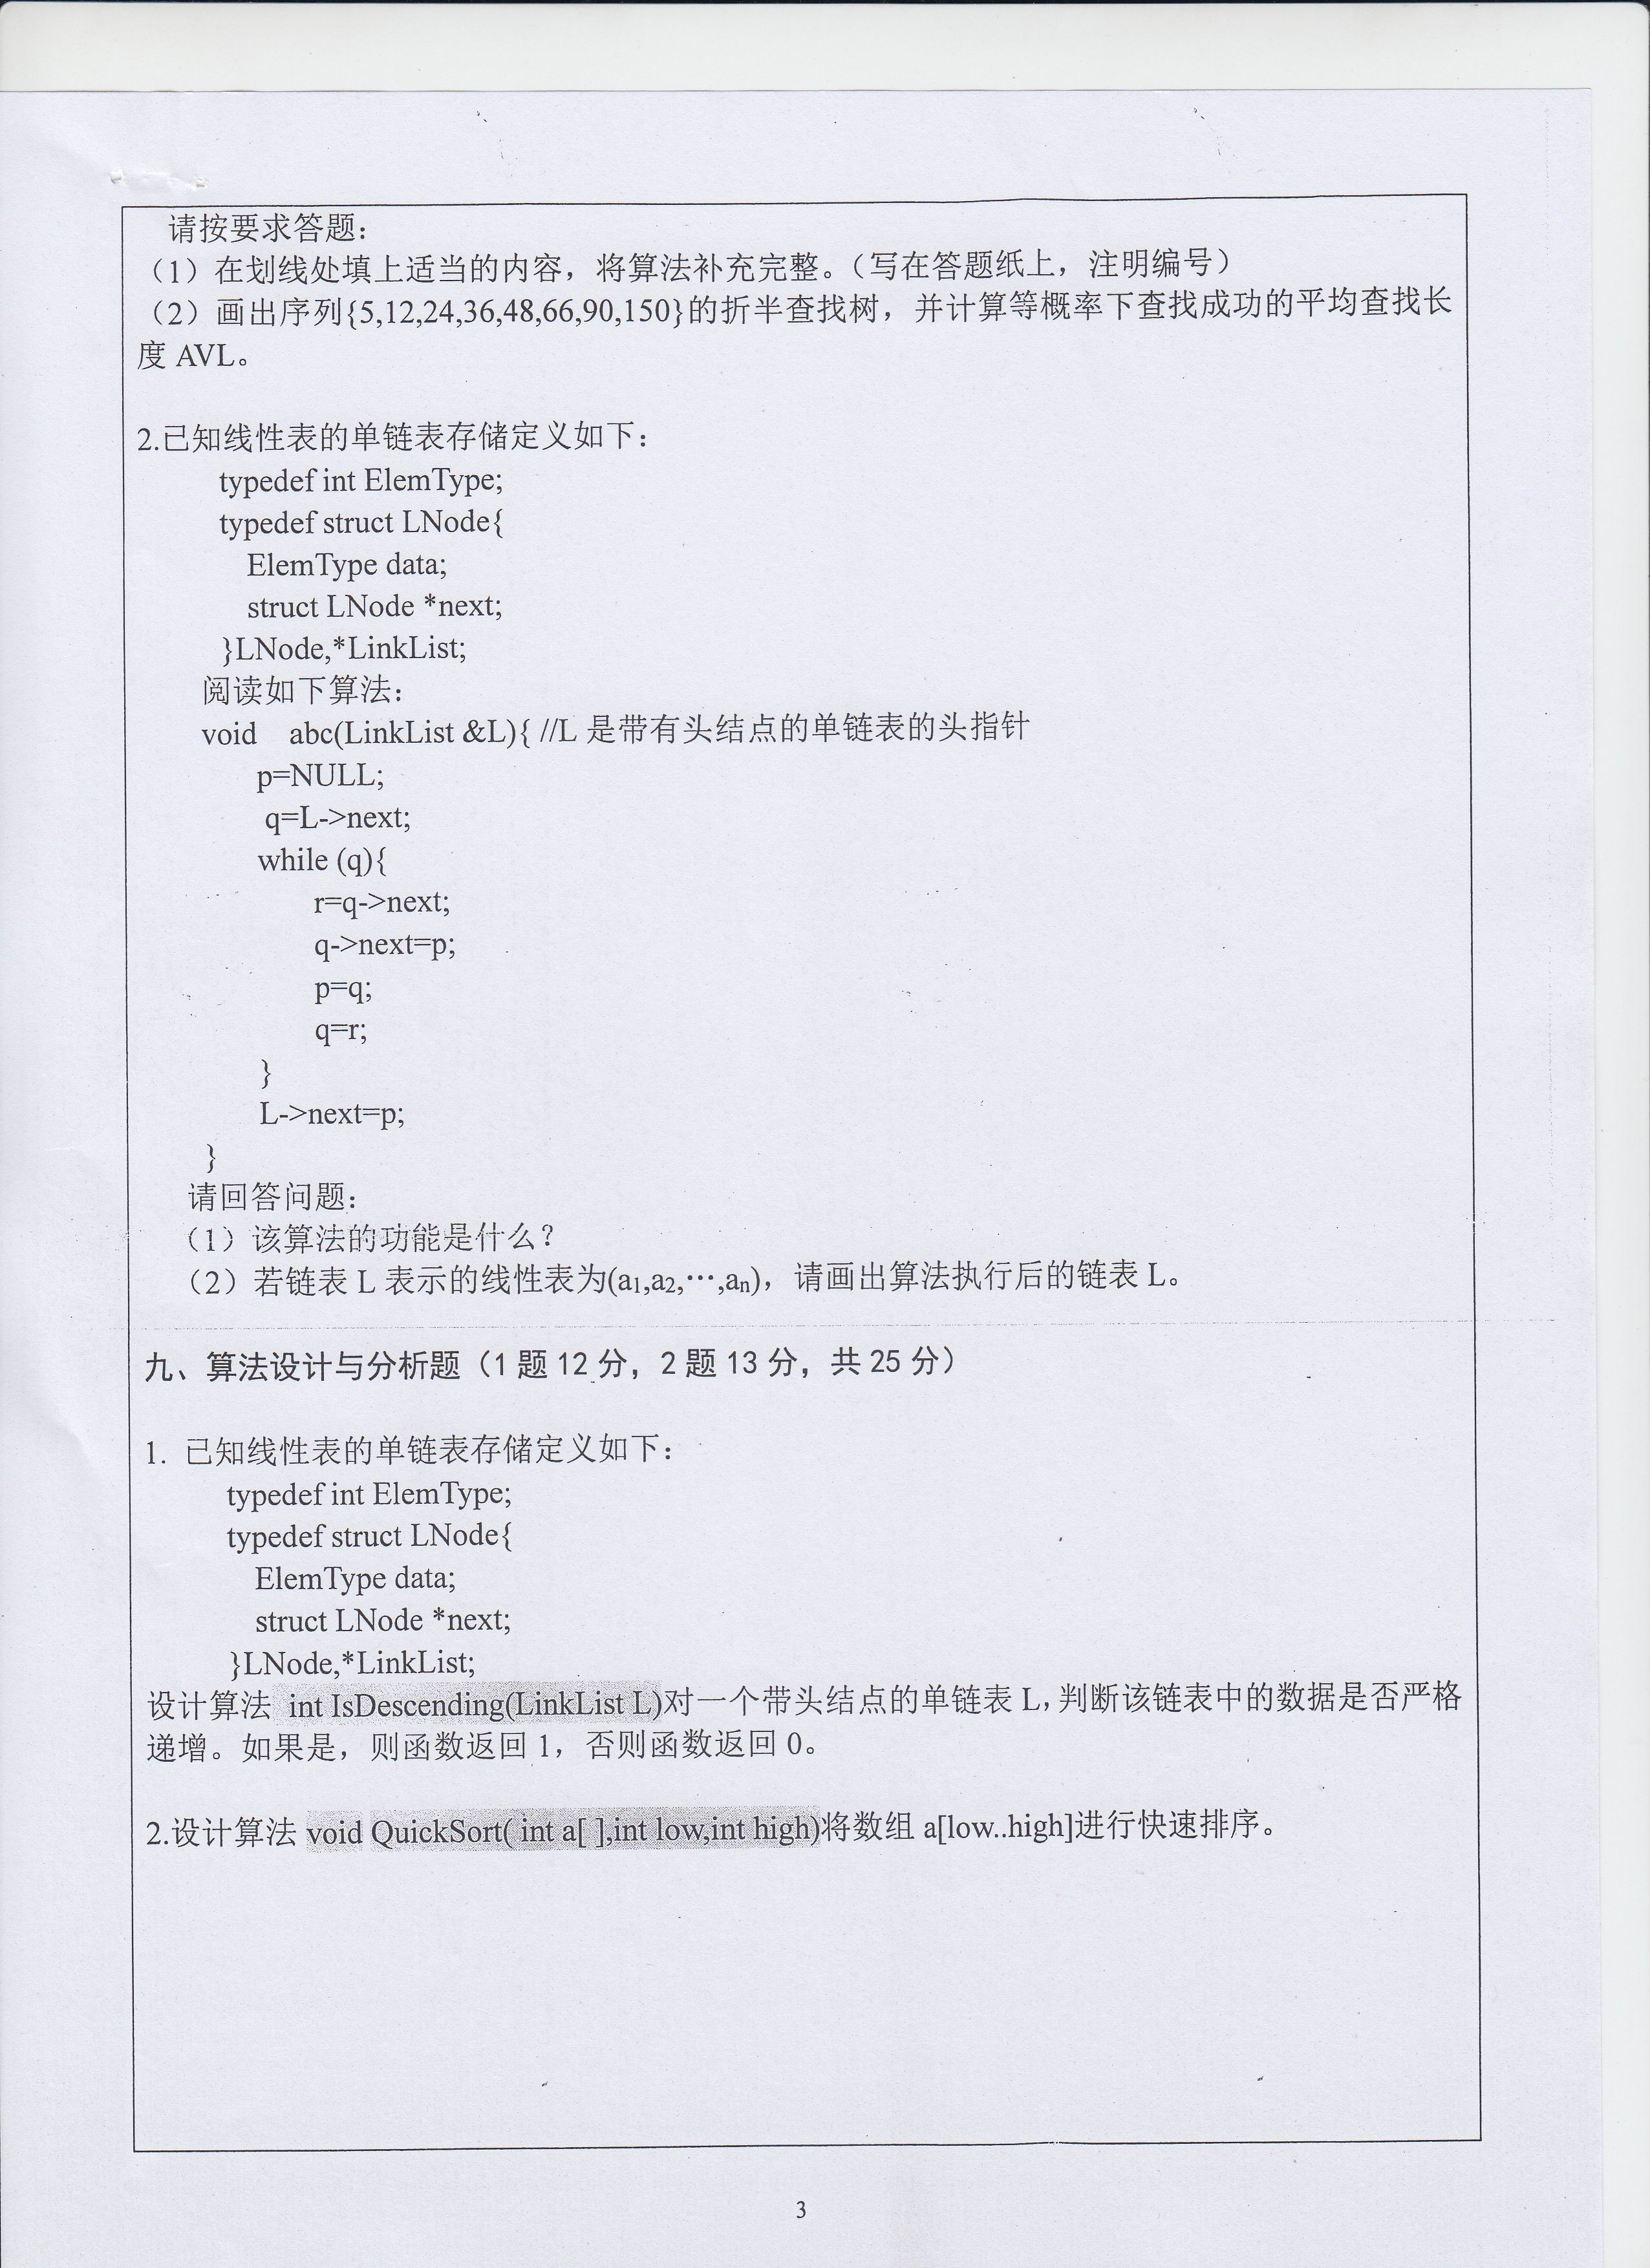 请按要求答题：
（1）在划线处填上适当的内容，将算法补充完整。（写在答题纸上，注明编号）
（2）画出序列{5,12,24,36,48,66,90,150}的折半查找树，并计算等概率下查找成功的平均查找长
度 AVL。
2.已知线性表的单链表存储定义如下：
typedef int ElemType;
typedef struct LNode{
ElemType data;
struct LNode *next;
}LNode,*LinkList;
阅读如下算法：
void abc(LinkList &L){ //L 是带有头结点的单链表的头指针
p=NULL;
q=L->next;
while (q){
r=q->next;
q->next=p;
p=q;
q=r;
}
L->next=p;
}
请回答问题：
（1）该算法的功能是什么？
（2）若链表 L 表示的线性表为(a1,a2,…,an)，请画出算法执行后的链表 L。
九、算法设计与分析题（1 题 12 分，2 题 13 分，共 25 分）
1. 已知线性表的单链表存储定义如下：
typedef int ElemType;
typedef struct LNode{
ElemType data;
struct LNode *next;
}LNode,*LinkList;
设计算法 int IsDescending(LinkList L)对一个带头结点的单链表 L,判断该链表中的数据是否严格
递增。如果是，则函数返回 1，否则函数返回 0。
2.设计算法 void QuickSort( int a[ ],int low,int high)将数组 a[low..high]进行快速排序。
3